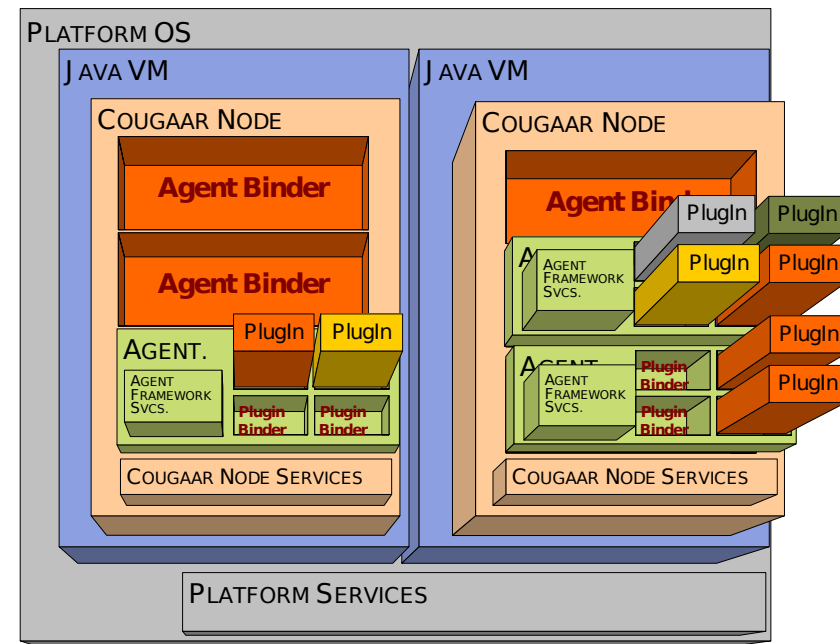 PLATFORM OS
JAVA VM
COUGAAR NODE
Agent Binder
Agent Binder
AGENT.
PlugIn
PlugIn
AGENT
FRAMEWORK
SVCS.
Plugin
Binder
Plugin
Binder
COUGAAR NODE SERVICES
JAVA VM
COUGAAR NODE
Agent
PlugIn
PlugIn
AGENT
FRAMEWORK
SVCS.
PlugIn
PlugIn
PlugIn
AGENT
FRAMEWORK
SVCS.
Plugin
Binder
PlugIn
Plugin
Binder
COUGAAR NODE SERVICES
PLATFORM SERVICES